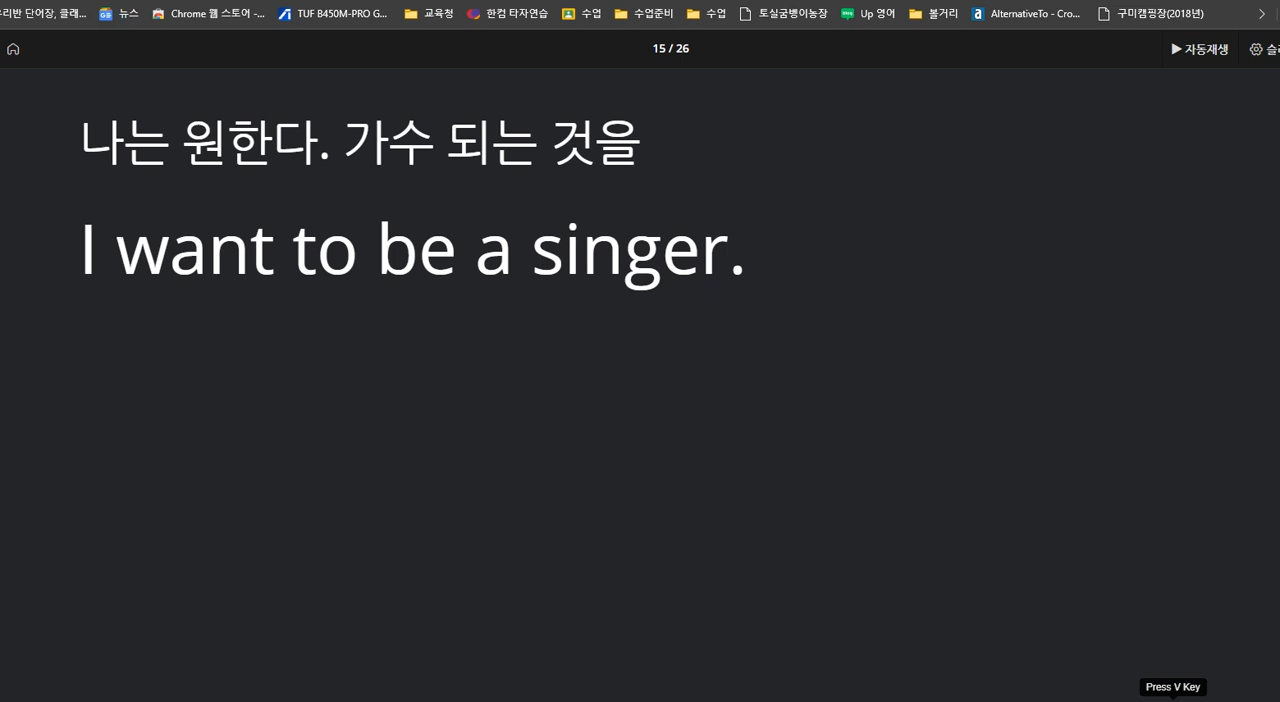 우리반 단어장, 클래... 뉴스 Chrome 웹 스토어 -... TUF B450M-PRO G... 교육청 한컴 타자연습 수업 수업준비 수업 토실굼벵이농장 Up 영어 볼거리 AlternativeTo - Cro... 구미캠핑장(2018년)
15 / 26 자동재생
나는 원한다. 가수 되는 것을
I want to be a singer.
Press V Key